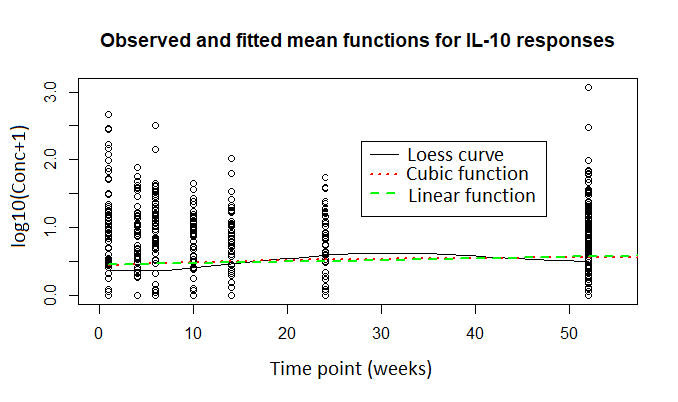 Observed and fitted mean functions for IL-10 responses
log10(Conc+1)
3.0
2.0
1.0
0.0
Loess curve
Cubic function
Linear function
0 10 20 30 40 50
Time point (weeks)